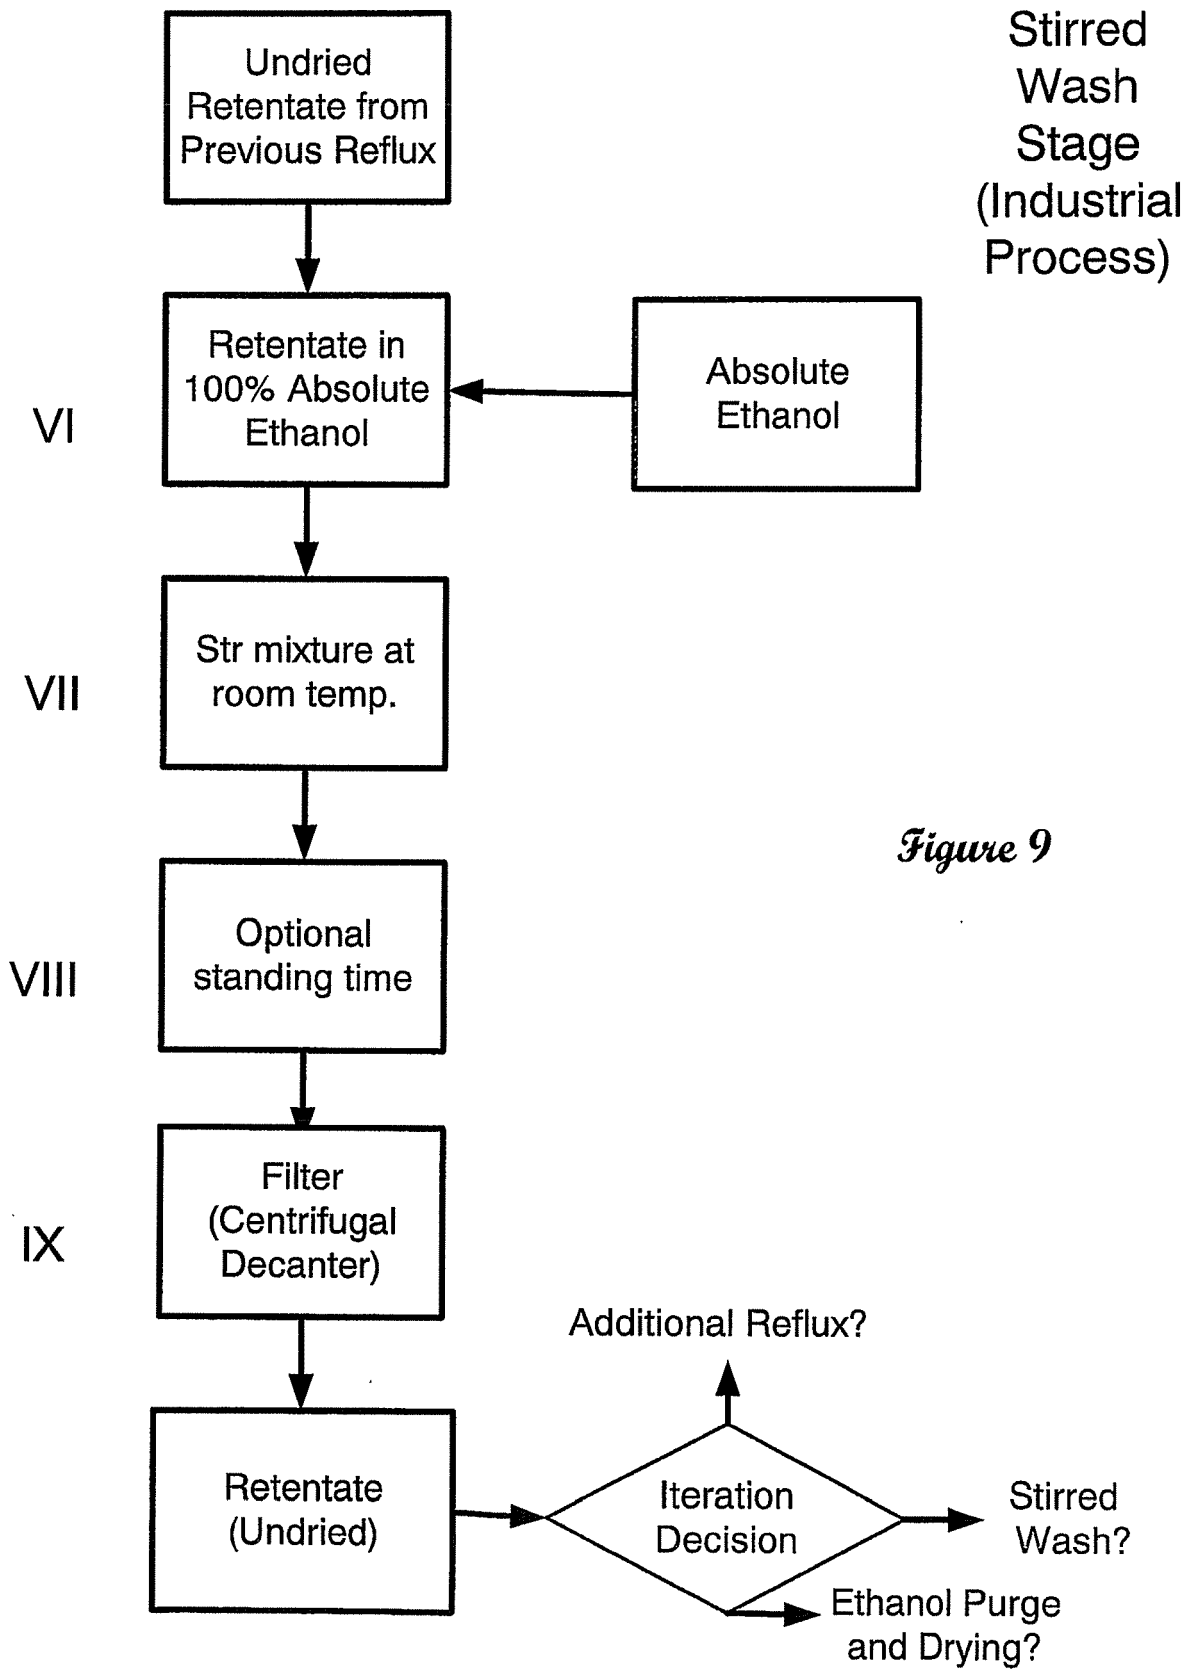 Stirred
Wash
Stage
(Industrial
Process)
Undried
Retentate from
Previous Reflux
VI
Retentate in
100% Absolute
Ethanol
Absolute
Ethanol
VII
Str mixture at
room temp.
Figure 9
VIII
Optional
standing time
IX
Filter
(Centrifugal
Decanter)
Retentate
(Undried)
Iteration
Decision
Additional Reflux?
Stirred
Wash?
Ethanol Purge
and Drying?